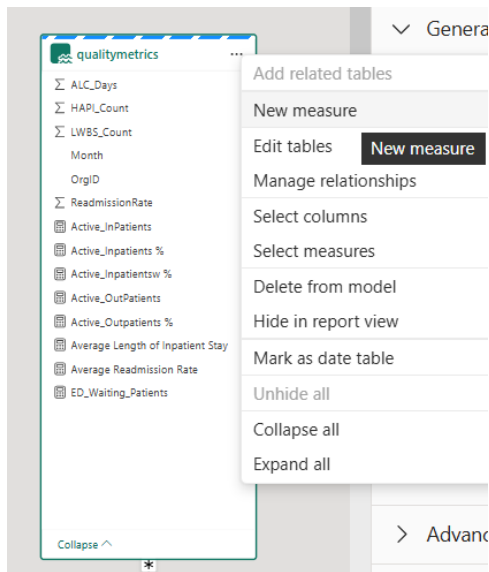 qualitymetrics
...
Σ ALC_Days
Σ HAPI_Count
Σ LWBS_Count
Month
OrgID
Σ ReadmissionRate
Active_InPatients
Active_Inpatients %
Active_Inpatientsw %
Active_OutPatients
Active_Outpatients %
Average Length of Inpatient Stay
Average Readmission Rate
ED_Waiting_Patients
Collapse
*
Add related tables
New measure
Edit tables
New measure
Manage relationships
Select columns
Select measures
Delete from model
Hide in report view
Mark as date table
Unhide all
Collapse all
Expand all
Genera
Advanc